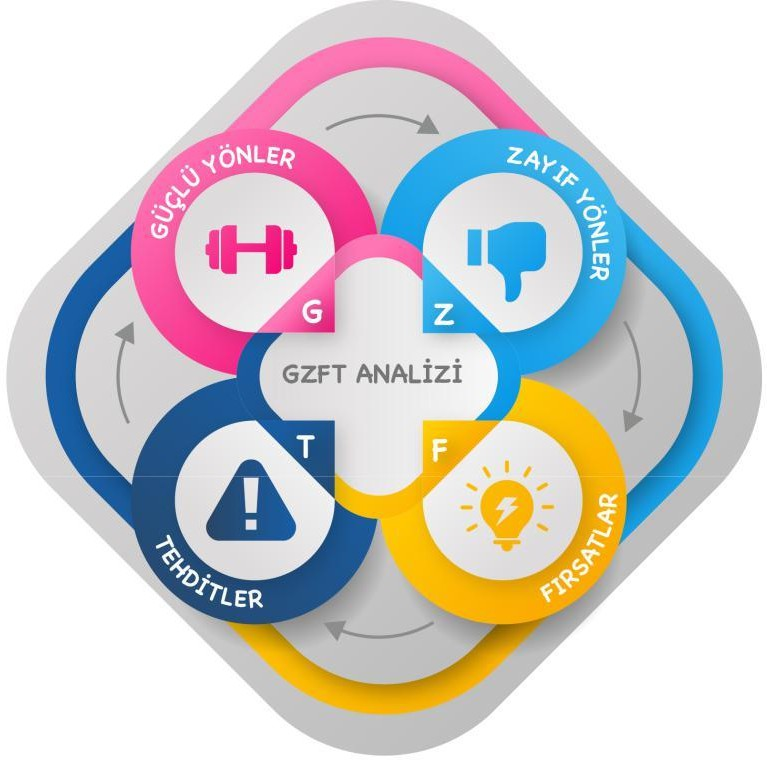 GÜÇLÜ YÖNLER
ZAYIF YÖNLER
G
Z
GZFT ANALİZİ
T
F
TEHDİTLER
FIRSATLAR